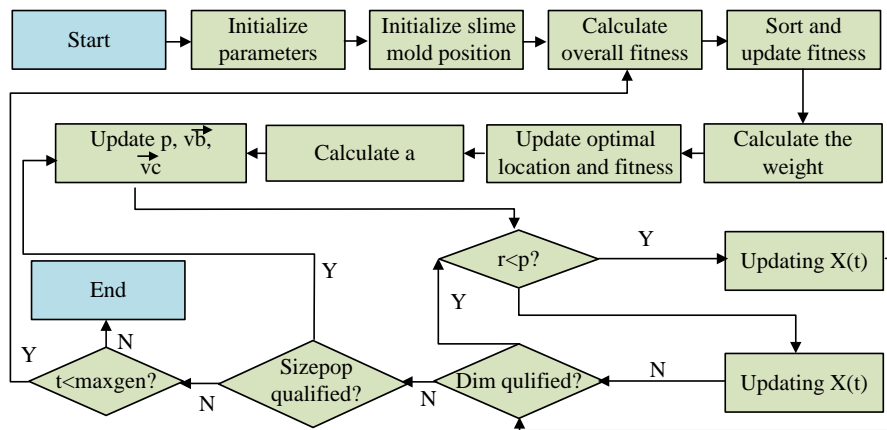 Start
Initialize
parameters
Initialize slime
mold position
Calculate
overall fitness
Sort and
update fitness
Update p, vb,
vc
Calculate a
Update optimal
location and fitness
Calculate the
weight
r<p?
Y
Updating X(t)
End
Y
Y
N
Y
t<maxgen?
N
Sizepop
qualified?
N
Dim qulified?
N
Updating X(t)